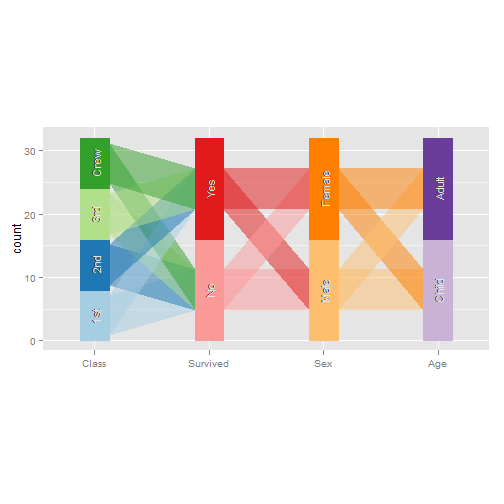 count
30
20
10
0
Crew
3rd
2nd
1st
Yes
No
Female
Male
Adult
Child
Class
Survived
Sex
Age